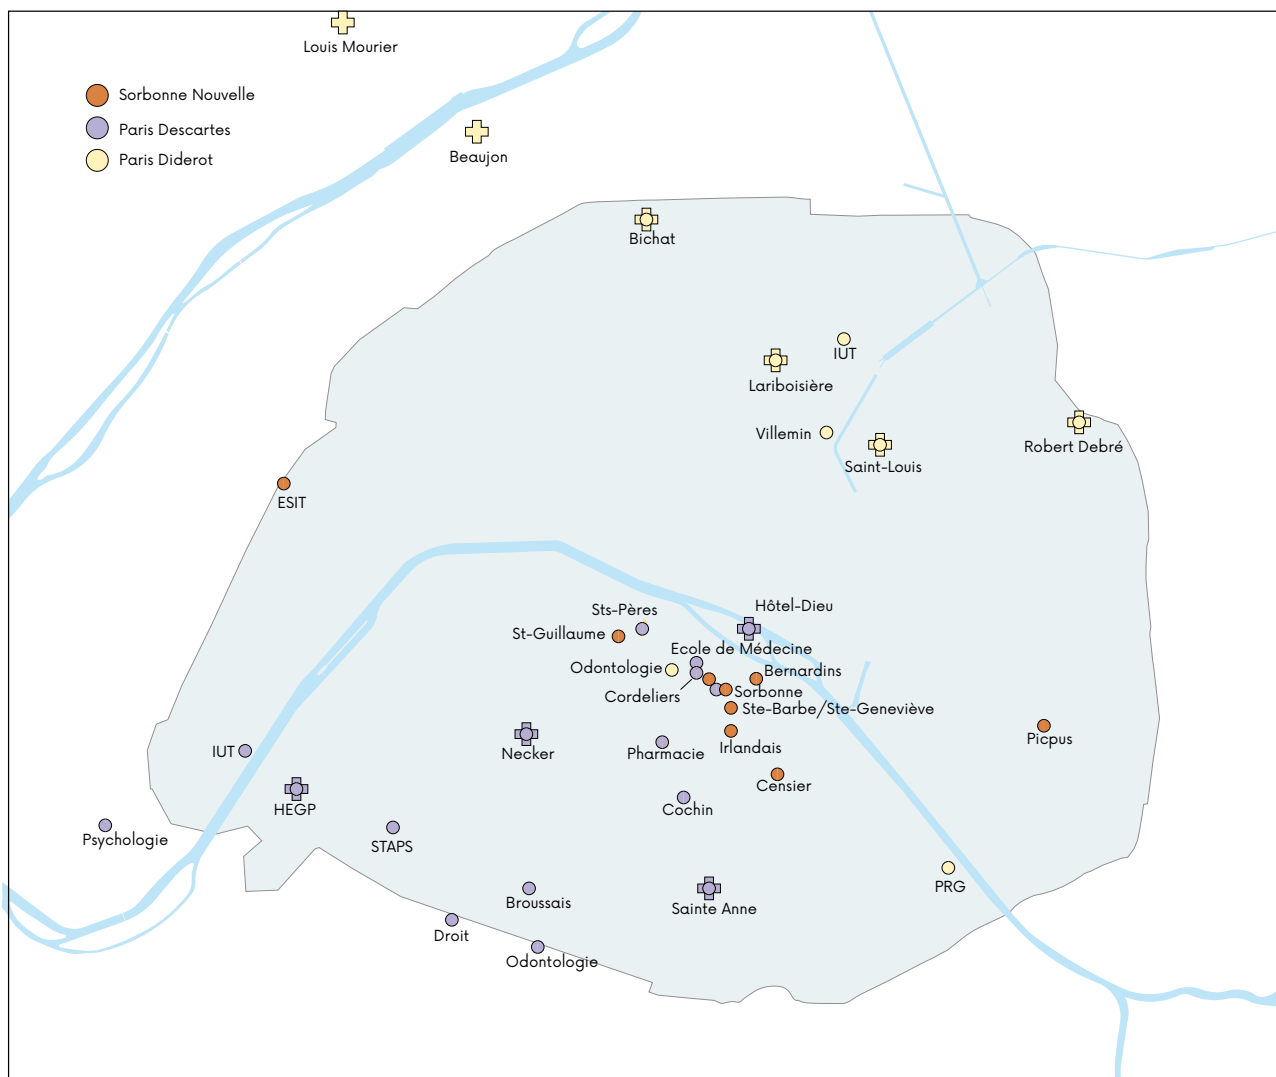 Louis Mourier
Sorbonne Nouvelle
Paris Descartes
Paris Diderot
Beaujon
Bichat
IUT
Lariboisière
Villemin
Saint-Louis
Robert Debré
ESIT
Hôtel-Dieu
Sts-Pères
St-Guillaume
Ecole de Médecine
Odontologie
Bernardins
Cordeliers
Sorbonne
Ste-Barbe/Ste-Geneviève
Irlandais
Picpus
IUT
Necker
Pharmacie
Censier
HEGP
Cochin
Psychologie
STAPS
PRG
Broussais
Sainte Anne
Droit
Odontologie